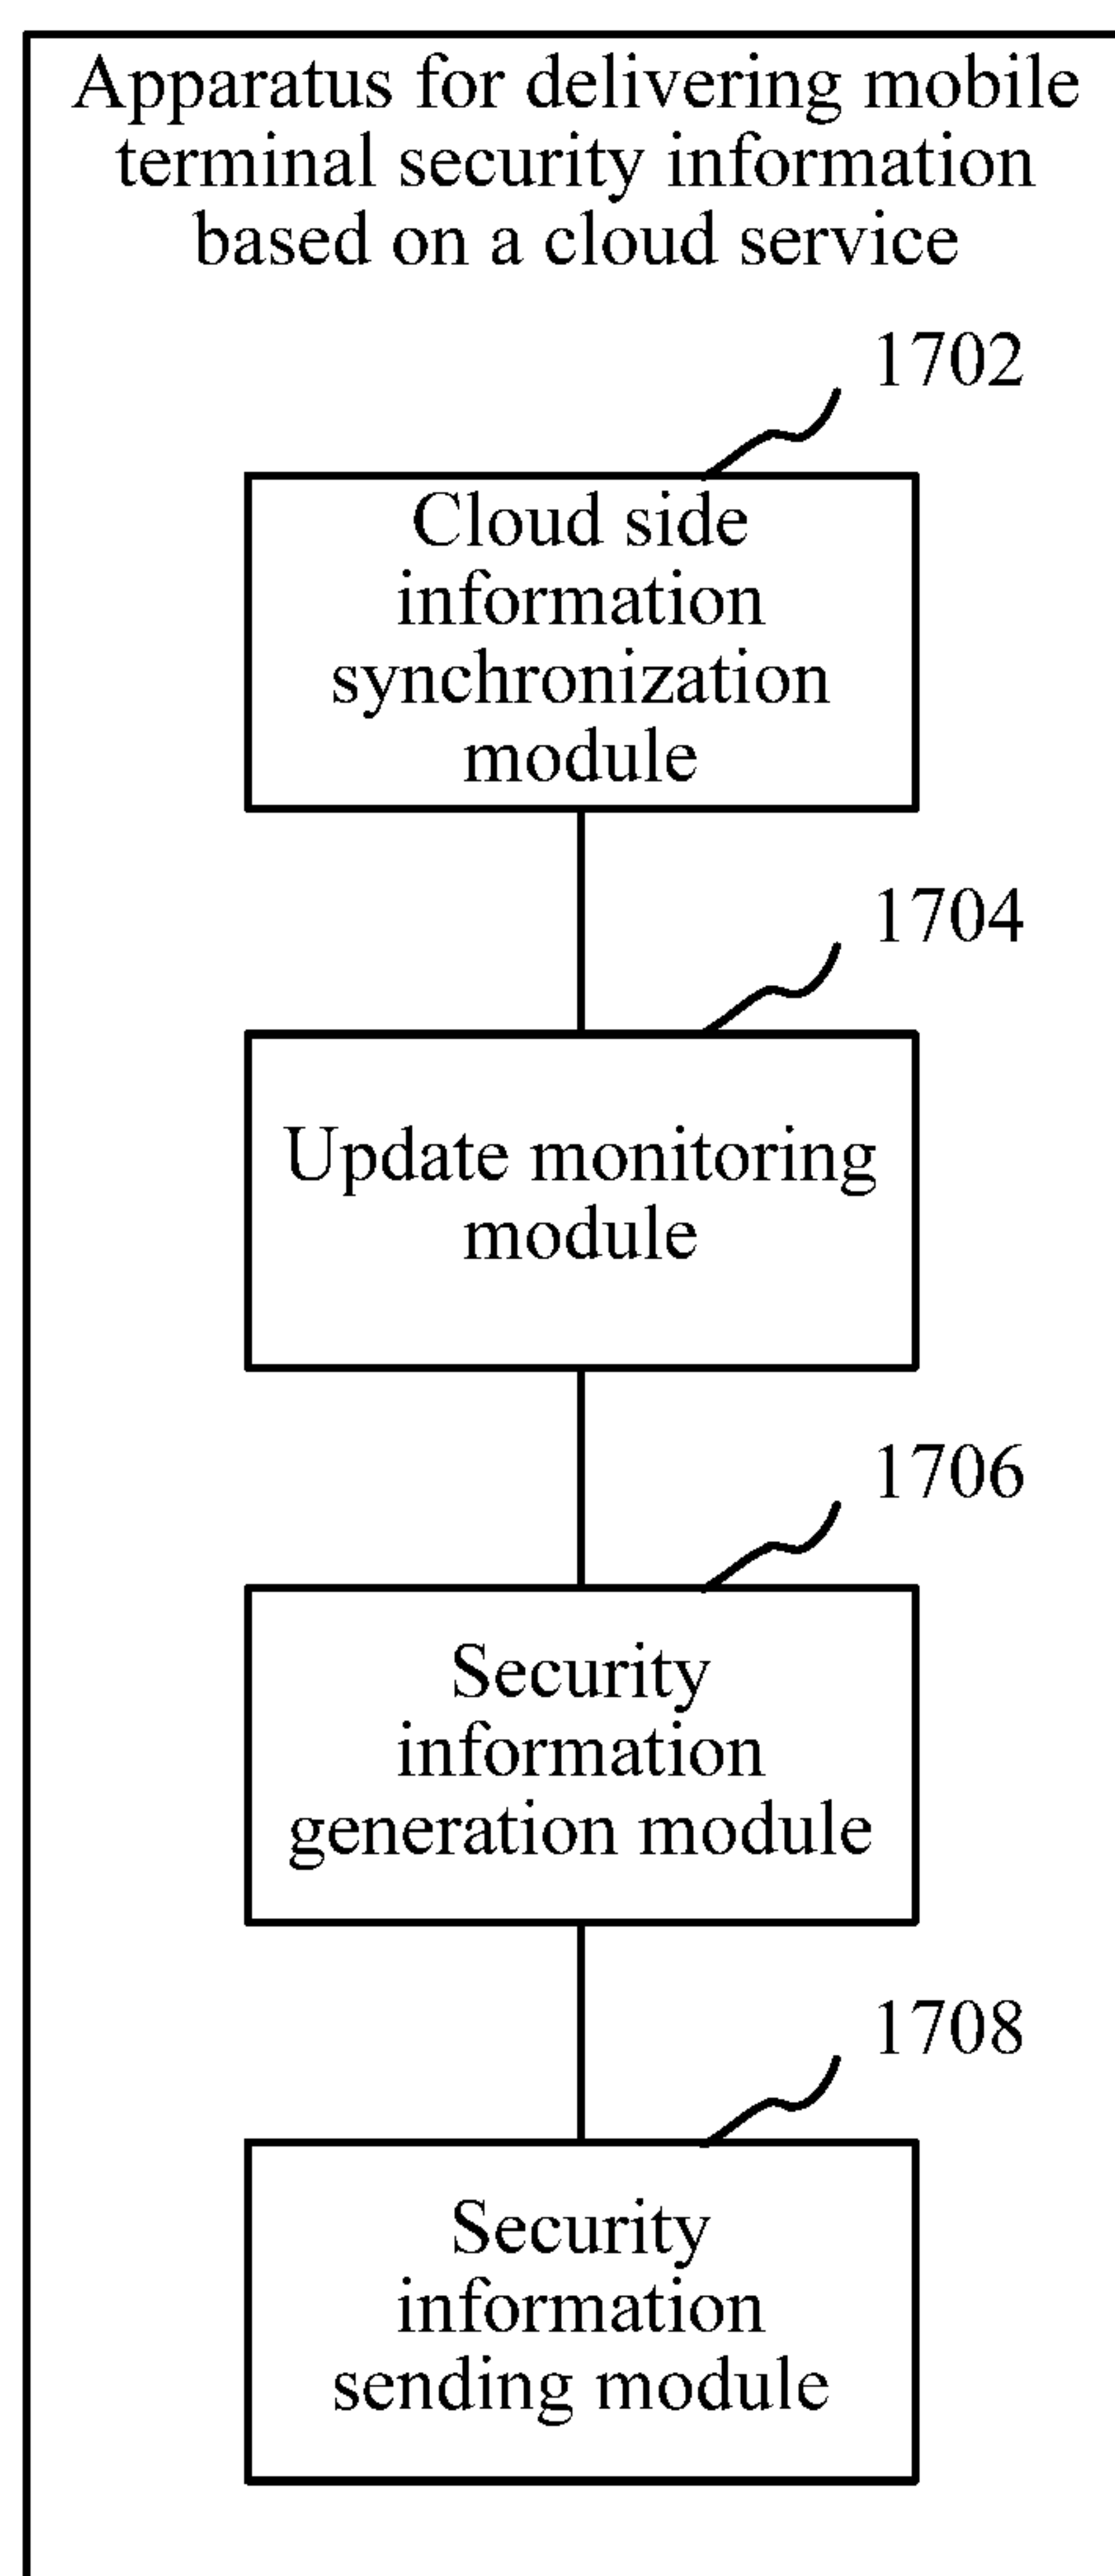 Apparatus for delivering mobile
terminal security information
based on a cloud service
1702
Cloud side
information
synchronization
module
1704
Update monitoring
module
1706
Security
information
generation module
1708
Security
information
sending module